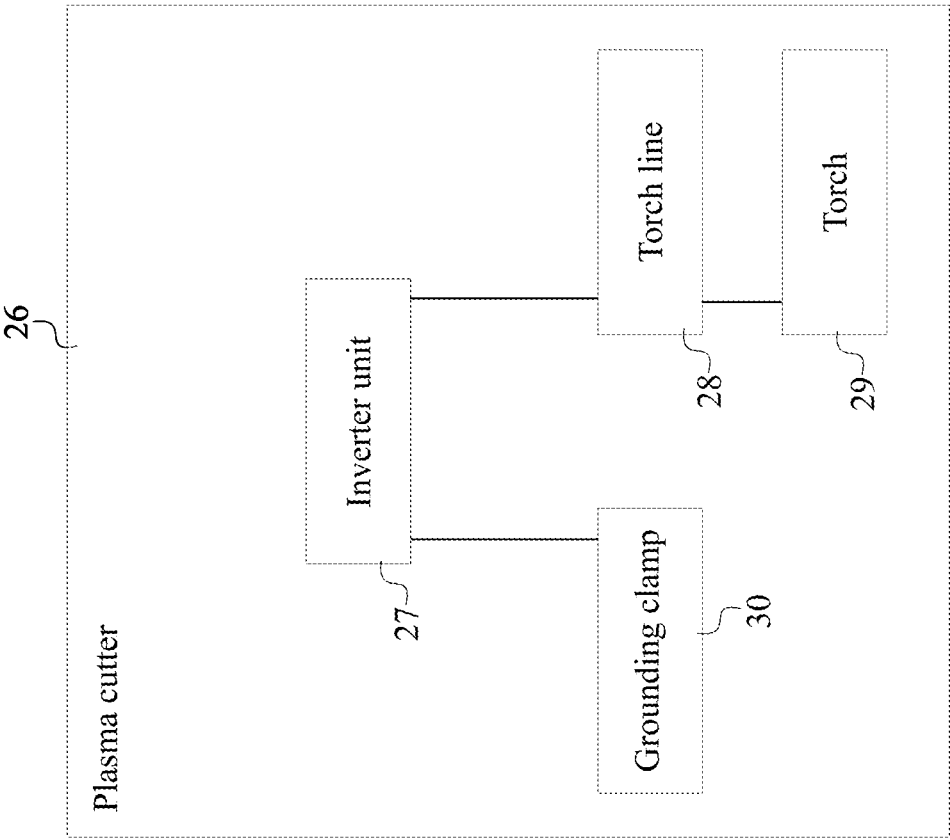 26
Plasma cutter
Inverter unit
27
Grounding clamp
30
Torch line
28
Torch
29